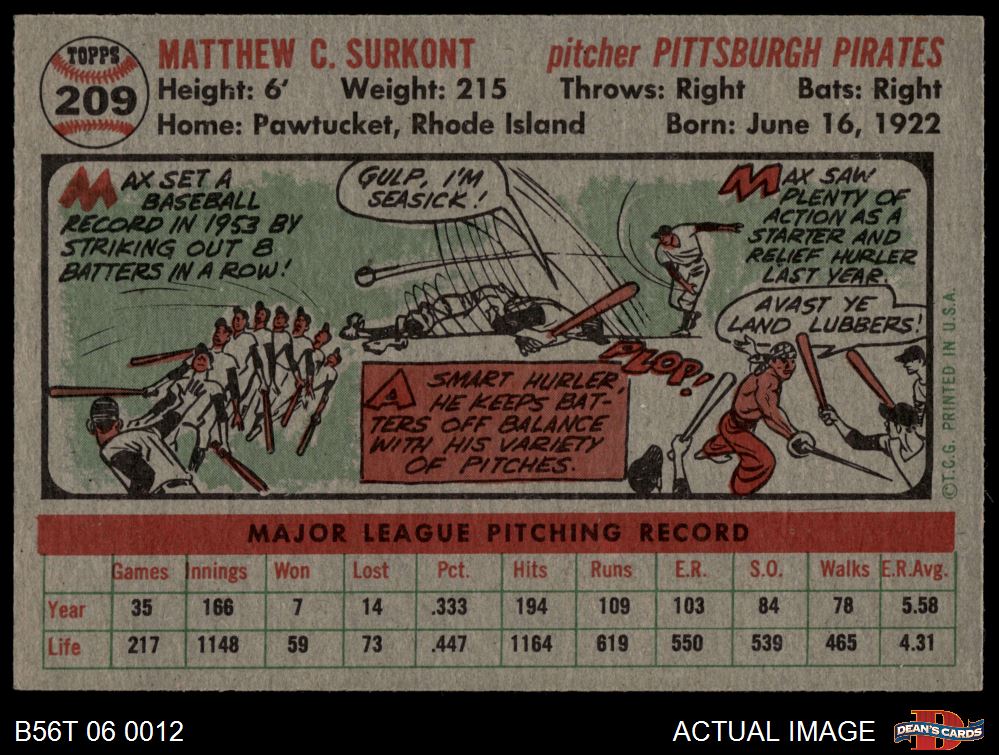 TOPPS
209
MATTHEW C. SURKONT pitcher PITTSBURGH PIRATES
Height: 6' Weight: 215 Throws: Right Bats: Right
Home: Pawtucket, Rhode Island Born: June 16, 1922
MAX SET A
BASEBALL
RECORD IN 1953 BY
STRIKING OUT 8
BATTERS IN A ROW!
GULP, I'M
SEASICK!
MAX SAW
PLENTY OF
ACTION AS A
STARTER AND
RELIEF HURLER
LAST YEAR.
AVAST YE
LAND LUBBERS!
PLOP!
A SMART HURLER,
HE KEEPS BAT-
TERS OFF BALANCE
WITH HIS VARIETY
OF PITCHES.
©T.C.G. PRINTED IN U.S.A.
MAJOR LEAGUE PITCHING RECORD
Games Innings Won Lost Pct. Hits Runs E.R. S.O. Walks E.R.Avg.
Year 35 166 7 14 .333 194 109 103 84 78 5.58
Life 217 1148 59 73 .447 1164 619 550 539 465 4.31
B56T 06 0012 ACTUAL IMAGE DEAN'S CARDS